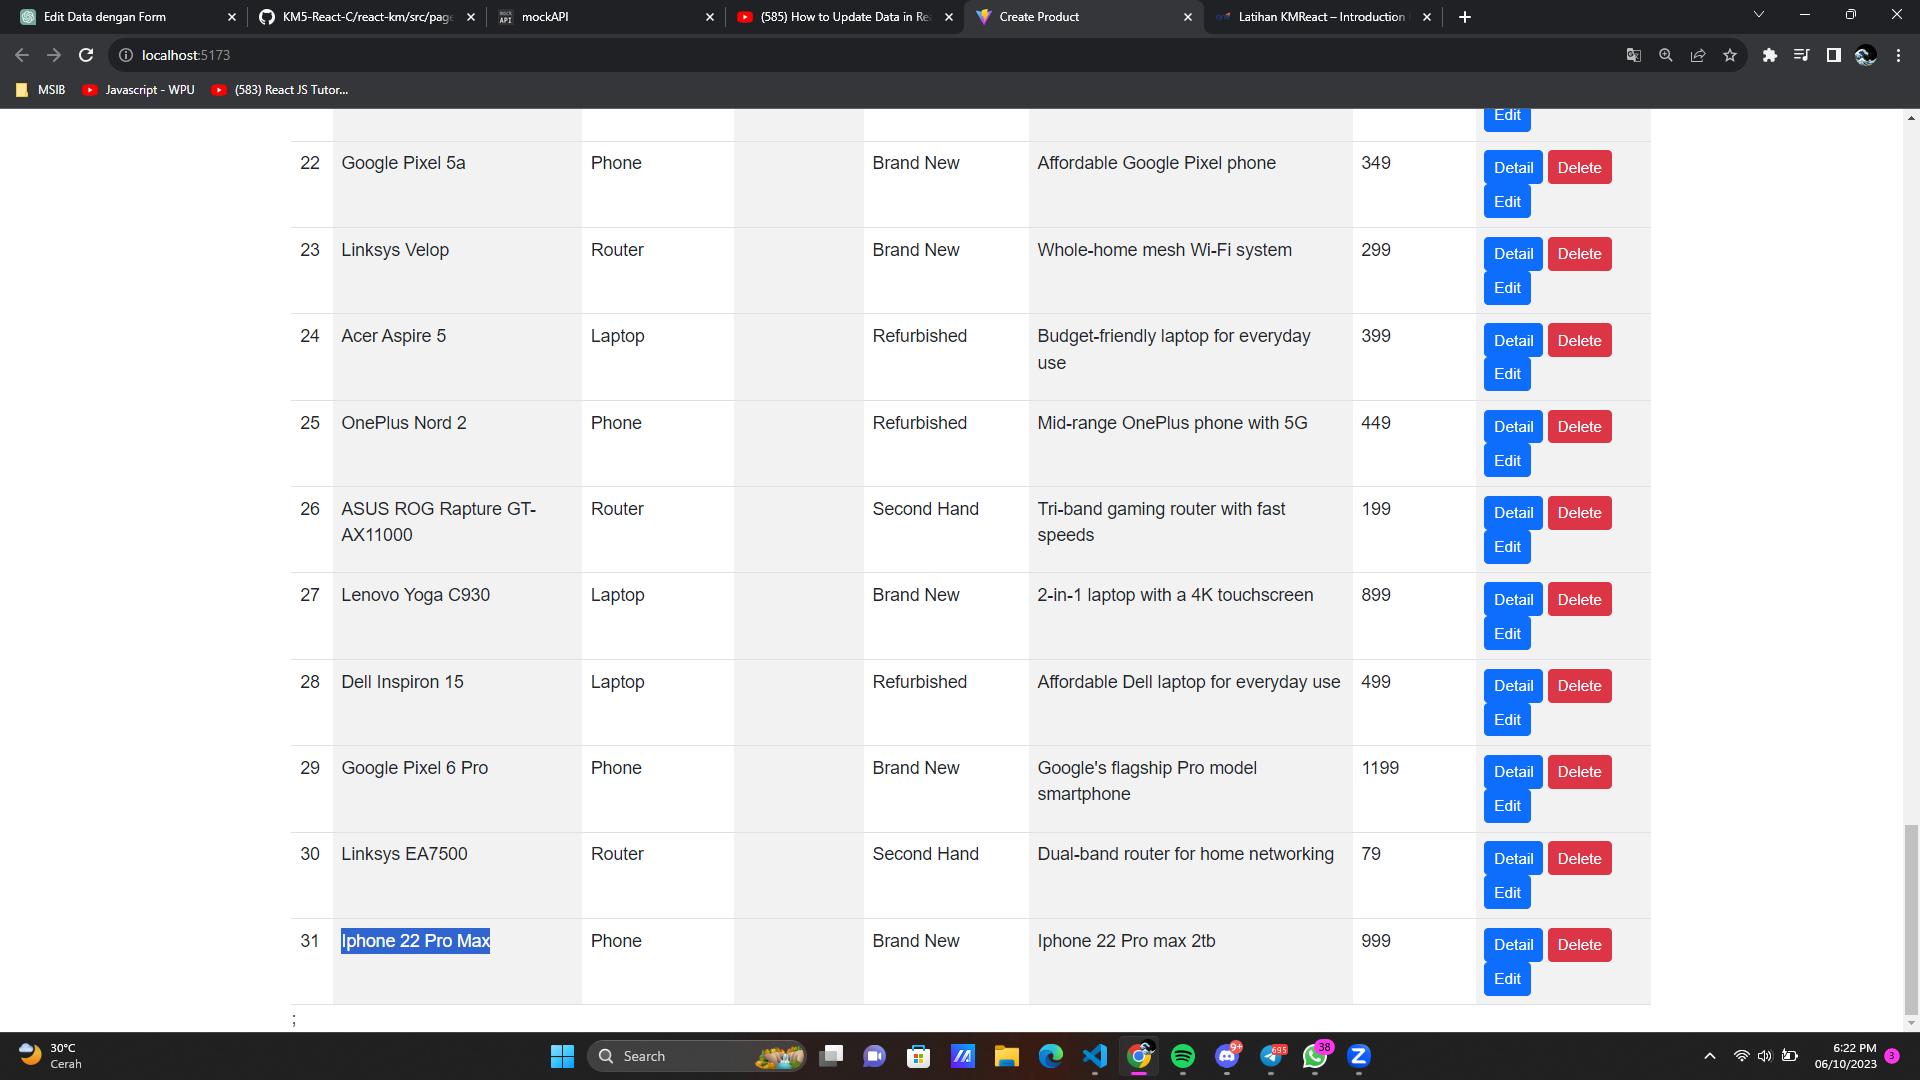 Edit Data dengan Form
KM5-React-C/react-km/src/page
mockAPI
(585) How to Update Data in Re
Create Product
Latihan KMReact – Introduction
localhost:5173
MSIB
Javascript - WPU
(583) React JS Tutor...
Edit
22 Google Pixel 5a Phone Brand New Affordable Google Pixel phone 349 Detail Delete
Edit
23 Linksys Velop Router Brand New Whole-home mesh Wi-Fi system 299 Detail Delete
Edit
24 Acer Aspire 5 Laptop Refurbished Budget-friendly laptop for everyday 399 Detail Delete
use
Edit
25 OnePlus Nord 2 Phone Refurbished Mid-range OnePlus phone with 5G 449 Detail Delete
Edit
26 ASUS ROG Rapture GT- Router Second Hand Tri-band gaming router with fast 199 Detail Delete
AX11000 speeds
Edit
27 Lenovo Yoga C930 Laptop Brand New 2-in-1 laptop with a 4K touchscreen 899 Detail Delete
Edit
28 Dell Inspiron 15 Laptop Refurbished Affordable Dell laptop for everyday use 499 Detail Delete
Edit
29 Google Pixel 6 Pro Phone Brand New Google's flagship Pro model 1199 Detail Delete
smartphone
Edit
30 Linksys EA7500 Router Second Hand Dual-band router for home networking 79 Detail Delete
Edit
31 Iphone 22 Pro Max Phone Brand New Iphone 22 Pro max 2tb 999 Detail Delete
Edit
;
30°C
Cerah
Search
9+
695
38
6:22 PM
06/10/2023
3